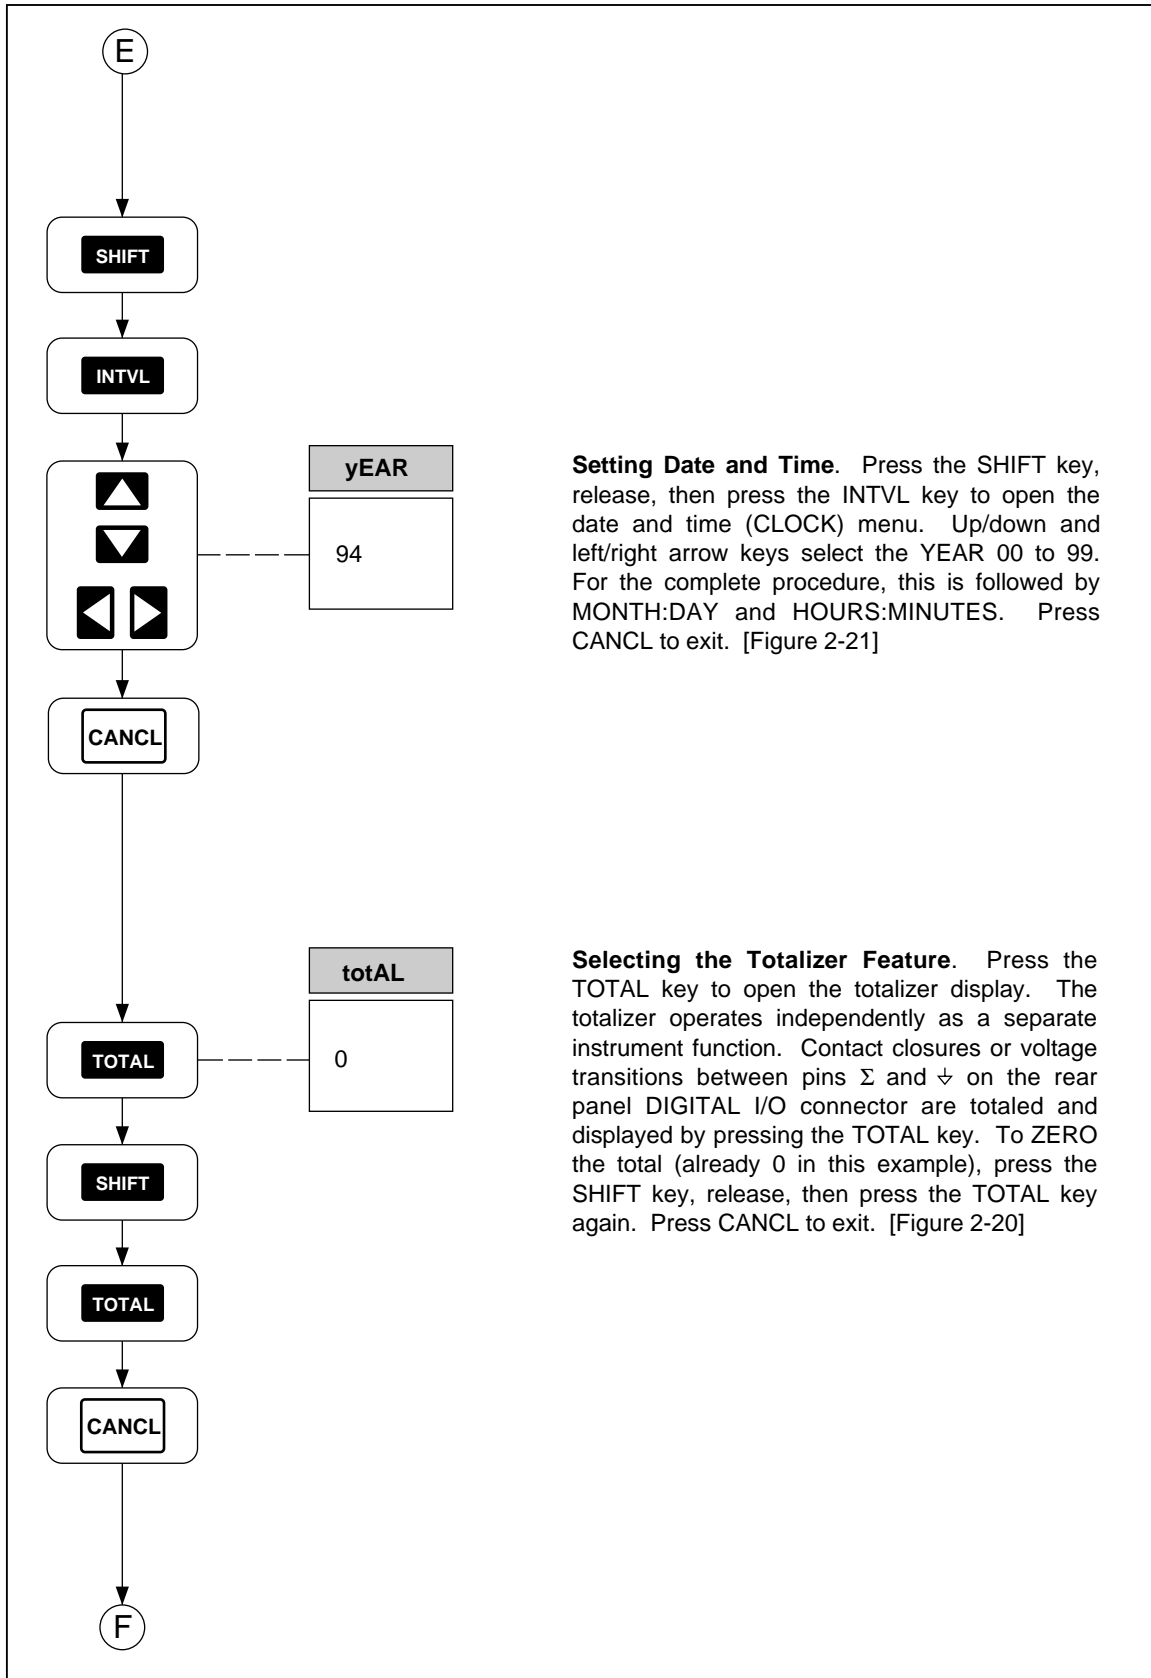 E
SHIFT
INTVL
yEAR
94
Setting Date and Time. Press the SHIFT key,
release, then press the INTVL key to open the
date and time (CLOCK) menu. Up/down and
left/right arrow keys select the YEAR 00 to 99.
For the complete procedure, this is followed by
MONTH:DAY and HOURS:MINUTES. Press
CANCL to exit. [Figure 2-21]
CANCL
totAL
0
Selecting the Totalizer Feature. Press the
TOTAL key to open the totalizer display. The
totalizer operates independently as a separate
instrument function. Contact closures or voltage
transitions between pins Σ and ⏚ on the rear
panel DIGITAL I/O connector are totaled and
displayed by pressing the TOTAL key. To ZERO
the total (already 0 in this example), press the
SHIFT key, release, then press the TOTAL key
again. Press CANCL to exit. [Figure 2-20]
TOTAL
SHIFT
TOTAL
CANCL
F